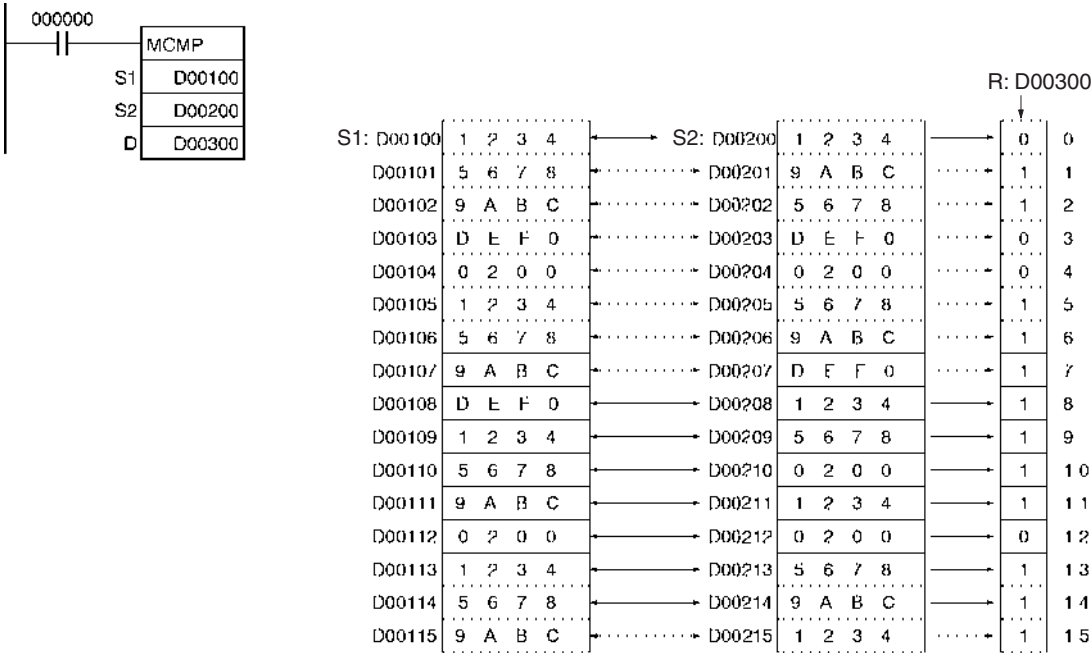 000000
MCMP
S1 D00100
S2 D00200
D D00300
R: D00300
S1: D00100 1 2 3 4 S2: D00200 1 2 3 4 0 0
D00101 5 6 7 8 D00201 9 A B C 1 1
D00102 9 A B C D00202 5 6 7 8 1 2
D00103 D E F 0 D00203 D E F 0 0 3
D00104 0 2 0 0 D00204 0 2 0 0 0 4
D00105 1 2 3 4 D00205 5 6 7 8 1 5
D00106 5 6 7 8 D00206 9 A B C 1 6
D00107 9 A B C D00207 D E F 0 1 7
D00108 D E F 0 D00208 1 2 3 4 1 8
D00109 1 2 3 4 D00209 5 6 7 8 1 9
D00110 5 6 7 8 D00210 0 2 0 0 1 10
D00111 9 A B C D00211 1 2 3 4 1 11
D00112 0 2 0 0 D00212 0 2 0 0 0 12
D00113 1 2 3 4 D00213 5 6 7 8 1 13
D00114 5 6 7 8 D00214 9 A B C 1 14
D00115 9 A B C D00215 1 2 3 4 1 15